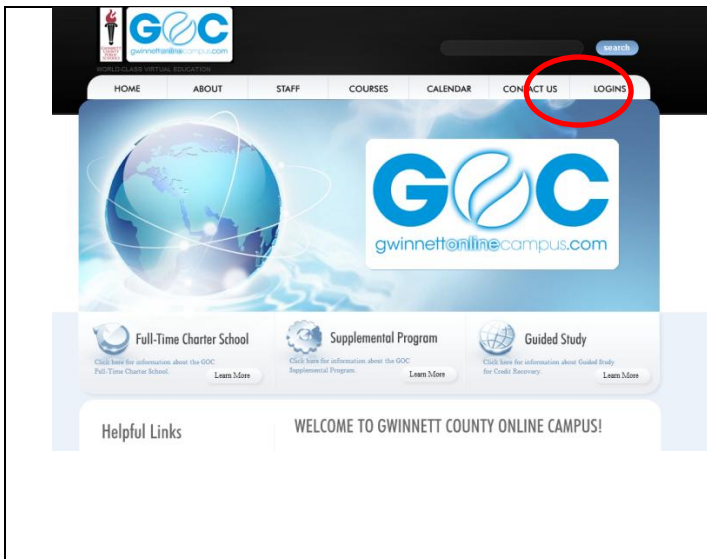 GOC
gwinnettonlinecampus.com
WORLD-CLASS VIRTUAL EDUCATION
search
HOME ABOUT STAFF COURSES CALENDAR CONTACT US LOGINS
GOC
gwinnettonlinecampus.com
Full-Time Charter School
Click here for information about the GOC
Full-Time Charter School.
Learn More
Supplemental Program
Click here for information about the GOC
Supplemental Program.
Learn More
Guided Study
Click here for information about Guided Study
for Credit Recovery.
Learn More
Helpful Links
WELCOME TO GWINNETT COUNTY ONLINE CAMPUS!